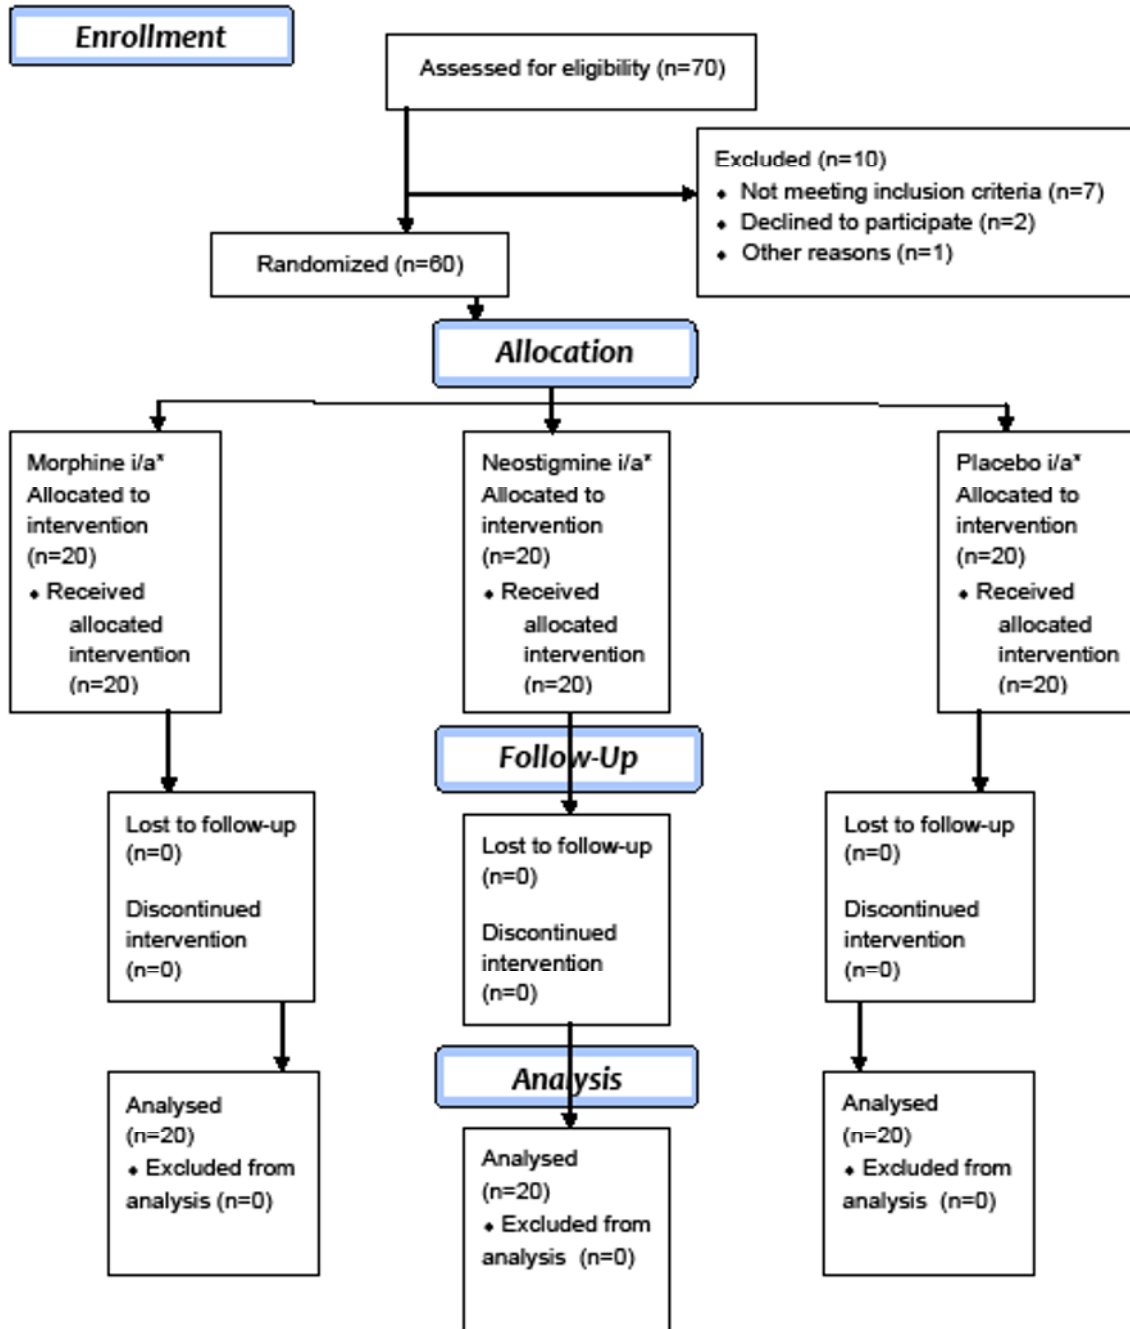 Enrollment
Assessed for eligibility (n=70)
Excluded (n=10)
⬥ Not meeting inclusion criteria (n=7)
⬥ Declined to participate (n=2)
⬥ Other reasons (n=1)
Randomized (n=60)
Allocation
Morphine i/a*
Allocated to
intervention
(n=20)
⬥ Received
allocated
intervention
(n=20)
Neostigmine i/a*
Allocated to
intervention
(n=20)
⬥ Received
allocated
intervention
(n=20)
Placebo i/a*
Allocated to
intervention
(n=20)
⬥ Received
allocated
intervention
(n=20)
Follow-Up
Lost to follow-up
(n=0)
Discontinued
intervention
(n=0)
Lost to follow-up
(n=0)
Discontinued
intervention
(n=0)
Lost to follow-up
(n=0)
Discontinued
intervention
(n=0)
Analysis
Analysed
(n=20)
⬥ Excluded from
analysis (n=0)
Analysed
(n=20)
⬥ Excluded from
analysis (n=0)
Analysed
(n=20)
⬥ Excluded from
analysis (n=0)